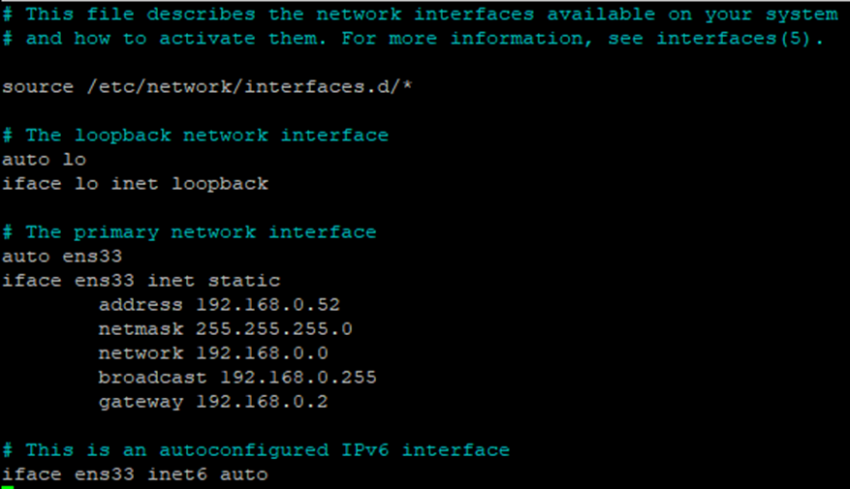 # This file describes the network interfaces available on your system
# and how to activate them. For more information, see interfaces(5).
source /etc/network/interfaces.d/*
# The loopback network interface
auto lo
iface lo inet loopback
# The primary network interface
auto ens33
iface ens33 inet static
address 192.168.0.52
netmask 255.255.255.0
network 192.168.0.0
broadcast 192.168.0.255
gateway 192.168.0.2
# This is an autoconfigured IPv6 interface
iface ens33 inet6 auto